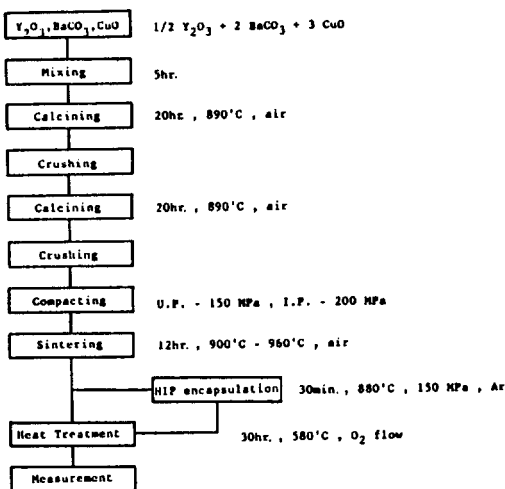 Y2O3,BaCO3,CuO 1/2 Y2O3 + 2 BaCO3 + 3 CuO
Mixing 5hr.
Calcining 20hr , 890'C , air
Crushing
Calcining 20hr. , 890'C , air
Crushing
Compacting U.P. - 150 MPa , I.P. - 200 MPa
Sintering 12hr. , 900'C - 960'C , air
HIP encapsulation 30min. , 880'C , 150 MPa , Ar
Heat Treatment 30hr. , 580'C , O2 flow
Measurement